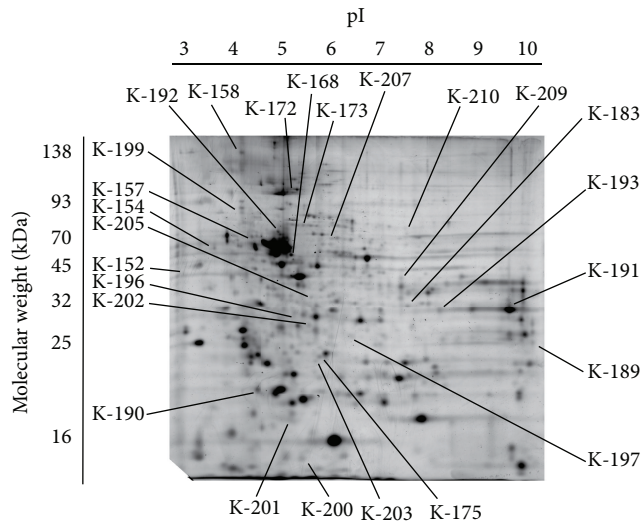 pI
3 4 5 6 7 8 9 10
K-168
K-207
K-192
K-158
K-172
K-173
K-210
K-209
K-183
K-193
138
K-199
93
K-157
K-154
70
K-205
45
K-152
K-191
K-196
32
K-202
25
K-189
K-190
16
K-197
K-201
K-200
K-203
K-175
Molecular weight (kDa)